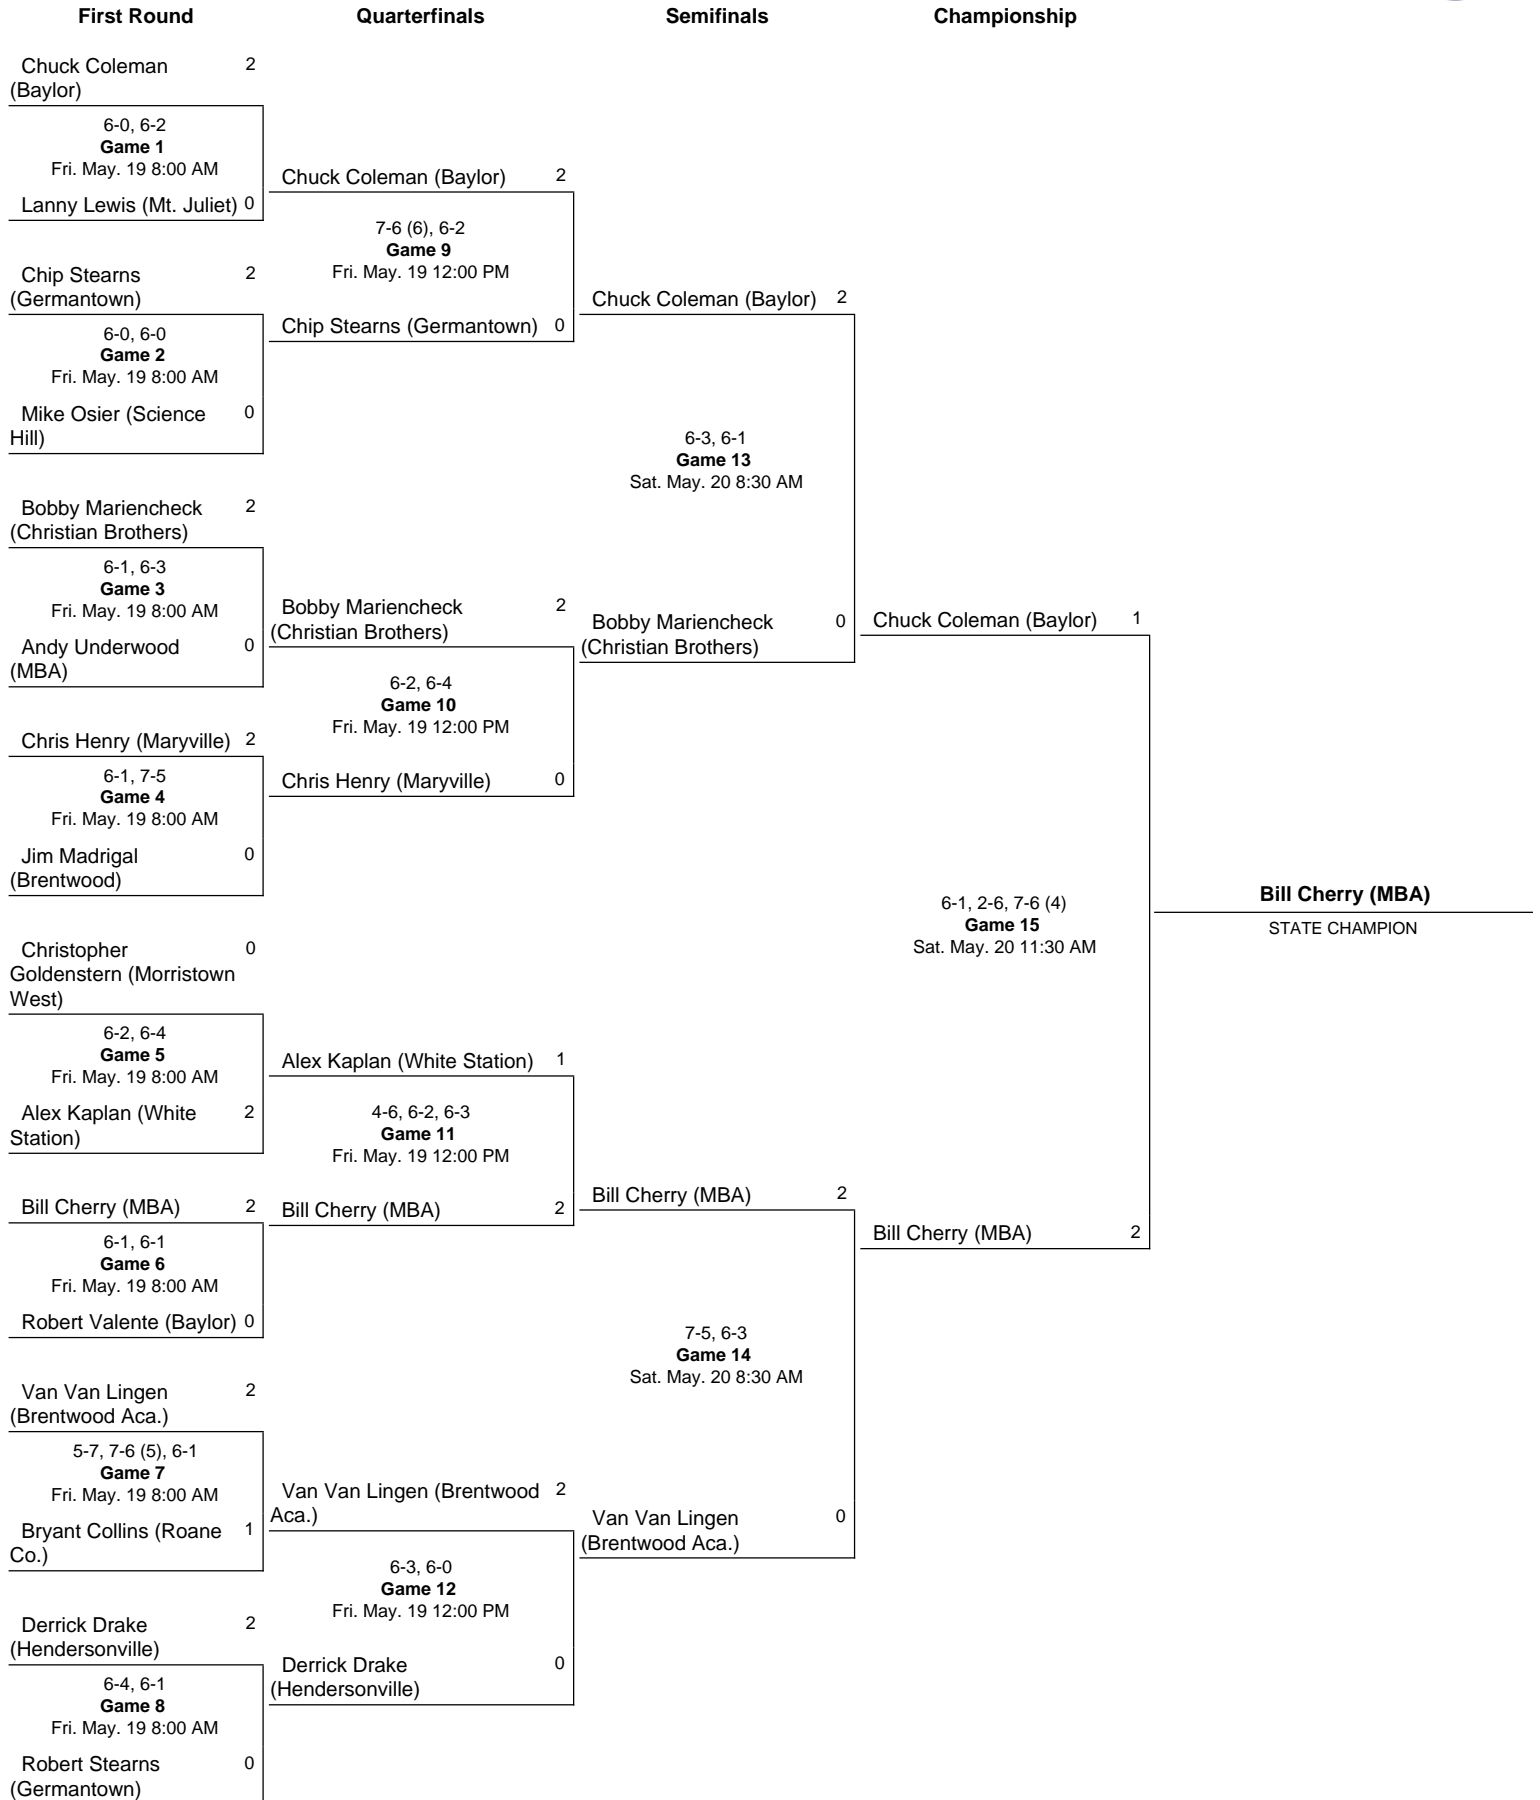 First Round
Quarterfinals
Semifinals
Championship
Chuck Coleman 2
(Baylor)
6-0, 6-2
Game 1
Fri. May. 19 8:00 AM
Lanny Lewis (Mt. Juliet) 0
Chip Stearns 2
(Germantown)
6-0, 6-0
Game 2
Fri. May. 19 8:00 AM
Mike Osier (Science 0
Hill)
Bobby Mariencheck 2
(Christian Brothers)
6-1, 6-3
Game 3
Fri. May. 19 8:00 AM
Andy Underwood 0
(MBA)
Chris Henry (Maryville) 2
6-1, 7-5
Game 4
Fri. May. 19 8:00 AM
Jim Madrigal 0
(Brentwood)
Christopher 0
Goldenstern (Morristown
West)
6-2, 6-4
Game 5
Fri. May. 19 8:00 AM
Alex Kaplan (White 2
Station)
Bill Cherry (MBA) 2
6-1, 6-1
Game 6
Fri. May. 19 8:00 AM
Robert Valente (Baylor) 0
Van Van Lingen 2
(Brentwood Aca.)
5-7, 7-6 (5), 6-1
Game 7
Fri. May. 19 8:00 AM
Bryant Collins (Roane 1
Co.)
Derrick Drake 2
(Hendersonville)
6-4, 6-1
Game 8
Fri. May. 19 8:00 AM
Robert Stearns 0
(Germantown)
Chuck Coleman (Baylor) 2
7-6 (6), 6-2
Game 9
Fri. May. 19 12:00 PM
Chip Stearns (Germantown) 0
Bobby Mariencheck 2
(Christian Brothers)
6-2, 6-4
Game 10
Fri. May. 19 12:00 PM
Chris Henry (Maryville) 0
Alex Kaplan (White Station) 1
4-6, 6-2, 6-3
Game 11
Fri. May. 19 12:00 PM
Bill Cherry (MBA) 2
Van Van Lingen (Brentwood 2
Aca.)
6-3, 6-0
Game 12
Fri. May. 19 12:00 PM
Derrick Drake 0
(Hendersonville)
Chuck Coleman (Baylor) 2
6-3, 6-1
Game 13
Sat. May. 20 8:30 AM
Bobby Mariencheck 0
(Christian Brothers)
Bill Cherry (MBA) 2
7-5, 6-3
Game 14
Sat. May. 20 8:30 AM
Van Van Lingen 0
(Brentwood Aca.)
Chuck Coleman (Baylor) 1
6-1, 2-6, 7-6 (4)
Game 15
Sat. May. 20 11:30 AM
Bill Cherry (MBA) 2
Bill Cherry (MBA)
STATE CHAMPION